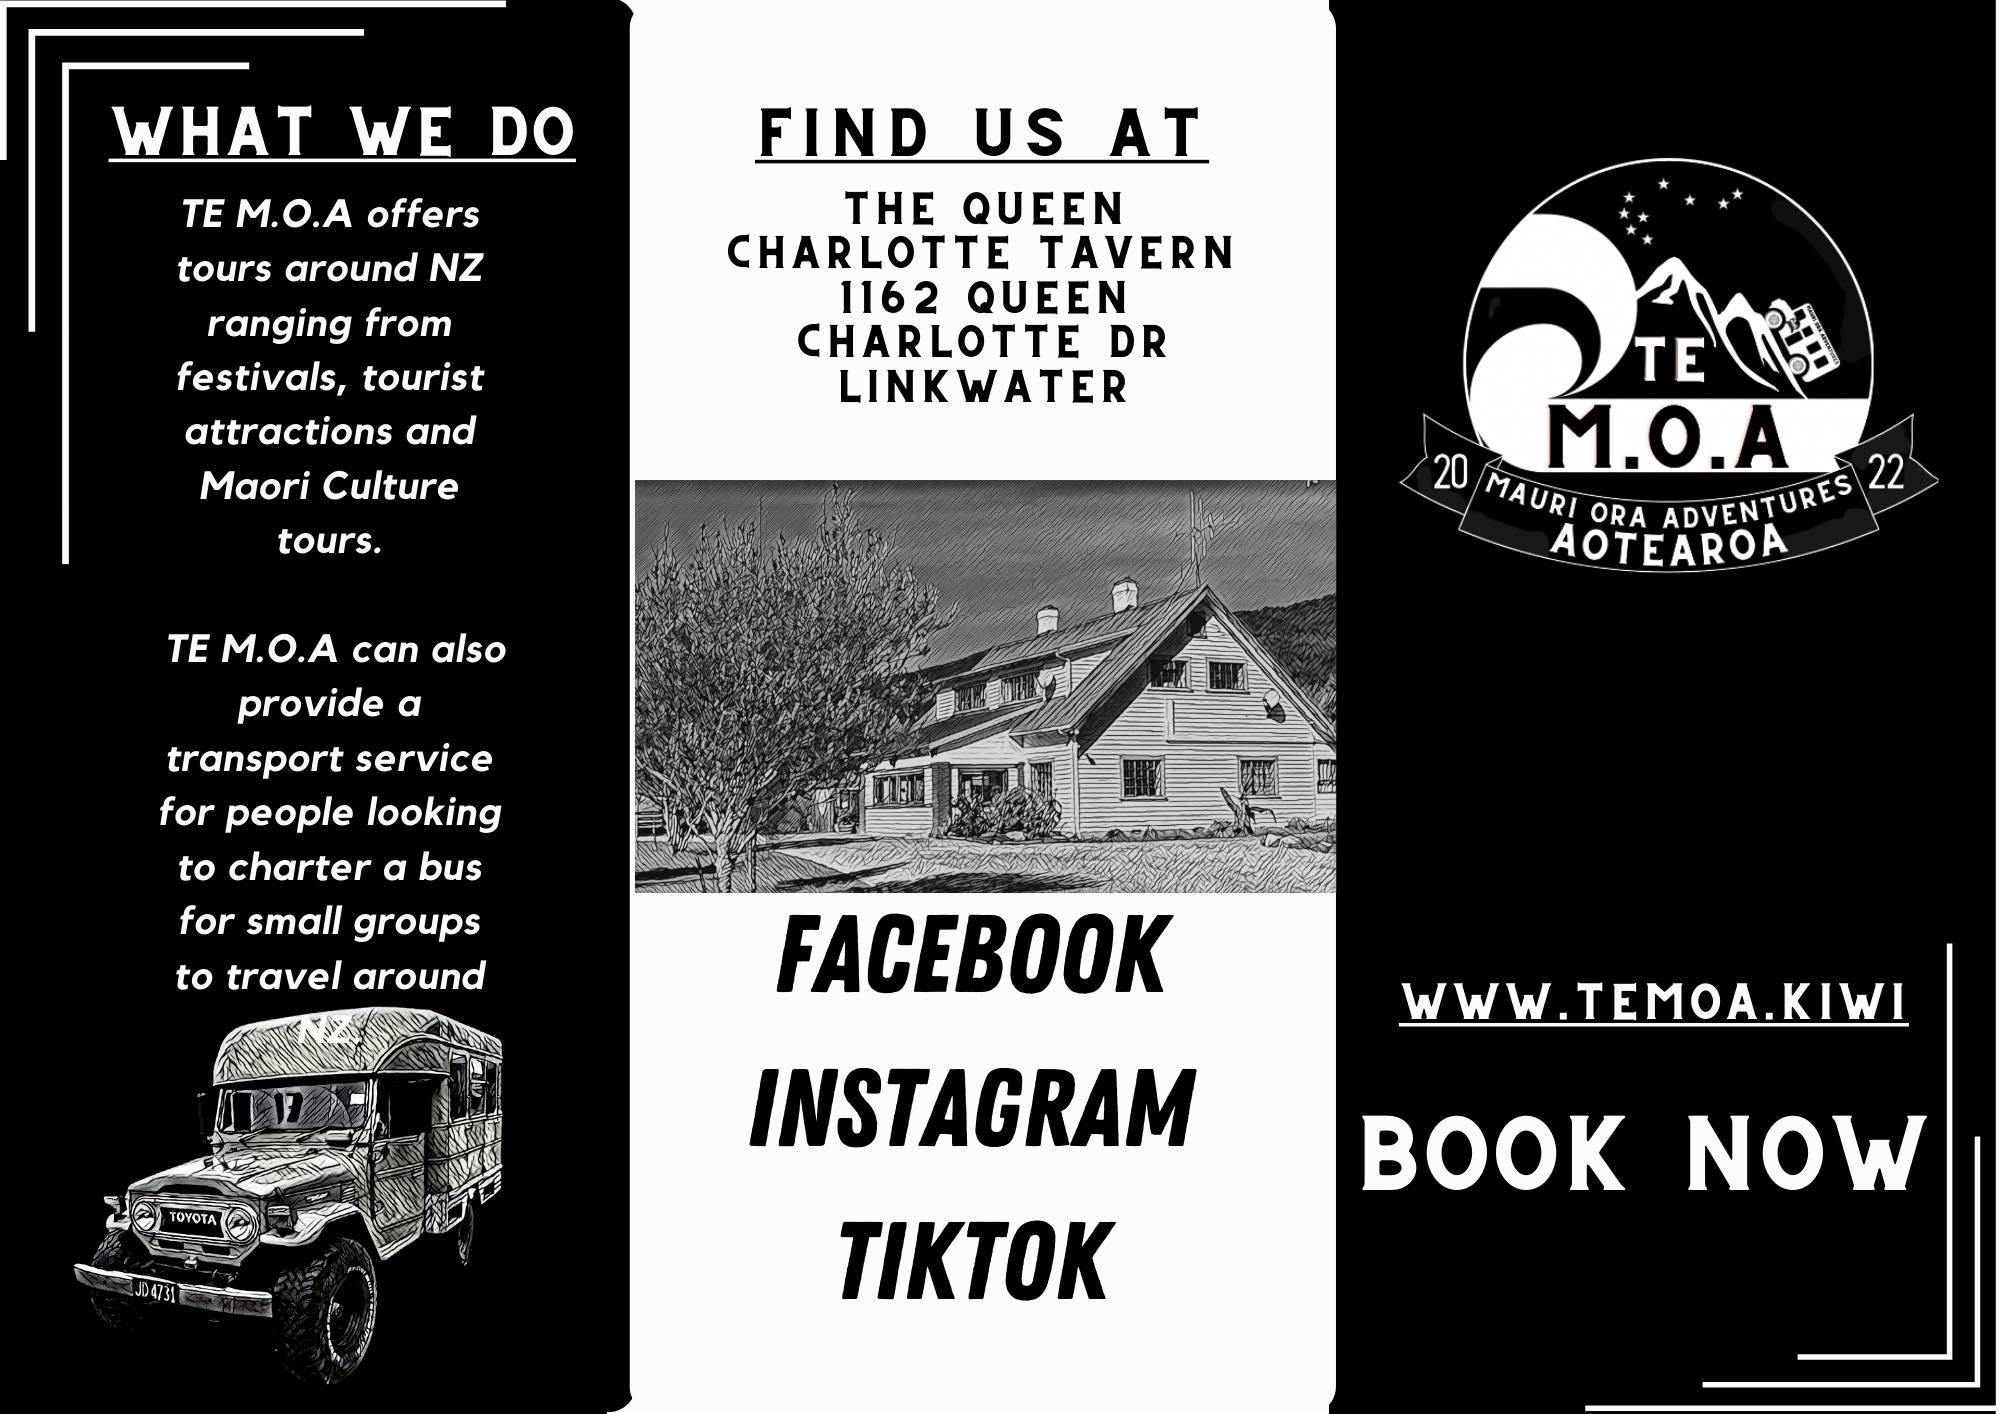 WHAT WE DO
TE M.O.A offers
tours around NZ
ranging from
festivals, tourist
attractions and
Maori Culture
tours.
TE M.O.A can also
provide a
transport service
for people looking
to charter a bus
for small groups
to travel around
NZ.
TOYOTA
JD4731
FIND US AT
THE QUEEN
CHARLOTTE TAVERN
1162 QUEEN
CHARLOTTE DR
LINKWATER
FACEBOOK
INSTAGRAM
TIKTOK
TE
M.O.A
20 22
MAURI ORA ADVENTURES
AOTEAROA
WWW.TEMOA.KIWI
BOOK NOW